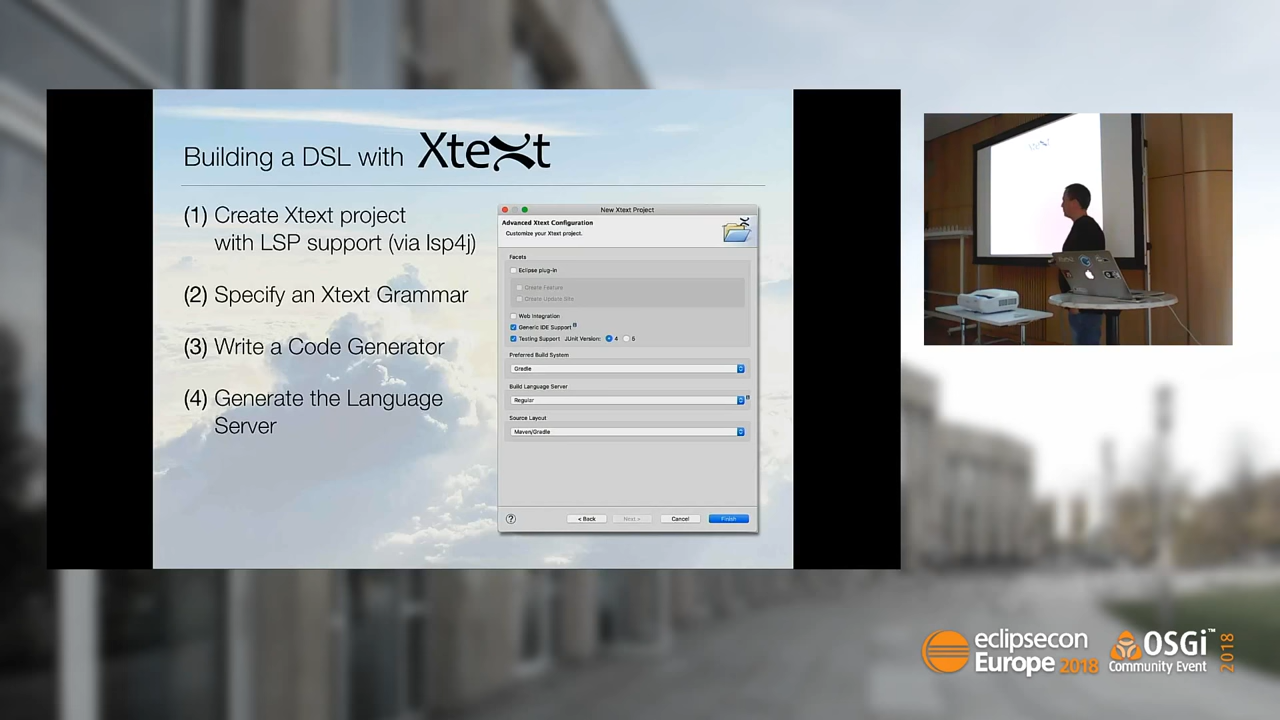 Building a DSL with Xtext
(1) Create Xtext project
with LSP support (via lsp4j)
(2) Specify an Xtext Grammar
(3) Write a Code Generator
(4) Generate the Language
Server
New Xtext Project
Advanced Xtext Configuration
Customize your Xtext project.
Facets
Eclipse plug-in
Create Feature
Create Update Site
Web Integration
Generic IDE Support
Testing Support JUnit Version: 4 5
Preferred Build System
Gradle
Build Language Server
Regular
Source Layout
Maven/Gradle
?
< Back Next > Cancel Finish
Xtext
eclipsecon
Europe 2018
OSGi™
Community Event
2018